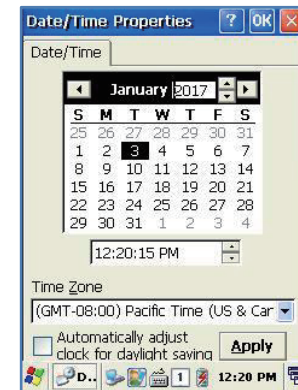 Date/Time Properties ? OK ×
Date/Time
January 2017
S M T W T F S
25 26 27 28 29 30 31
1 2 3 4 5 6 7
8 9 10 11 12 13 14
15 16 17 18 19 20 21
22 23 24 25 26 27 28
29 30 31 1 2 3 4
12:20:15 PM
Time Zone
(GMT-08:00) Pacific Time (US & Car
Automatically adjust
clock for daylight saving
Apply
D.. 1 12:20 PM